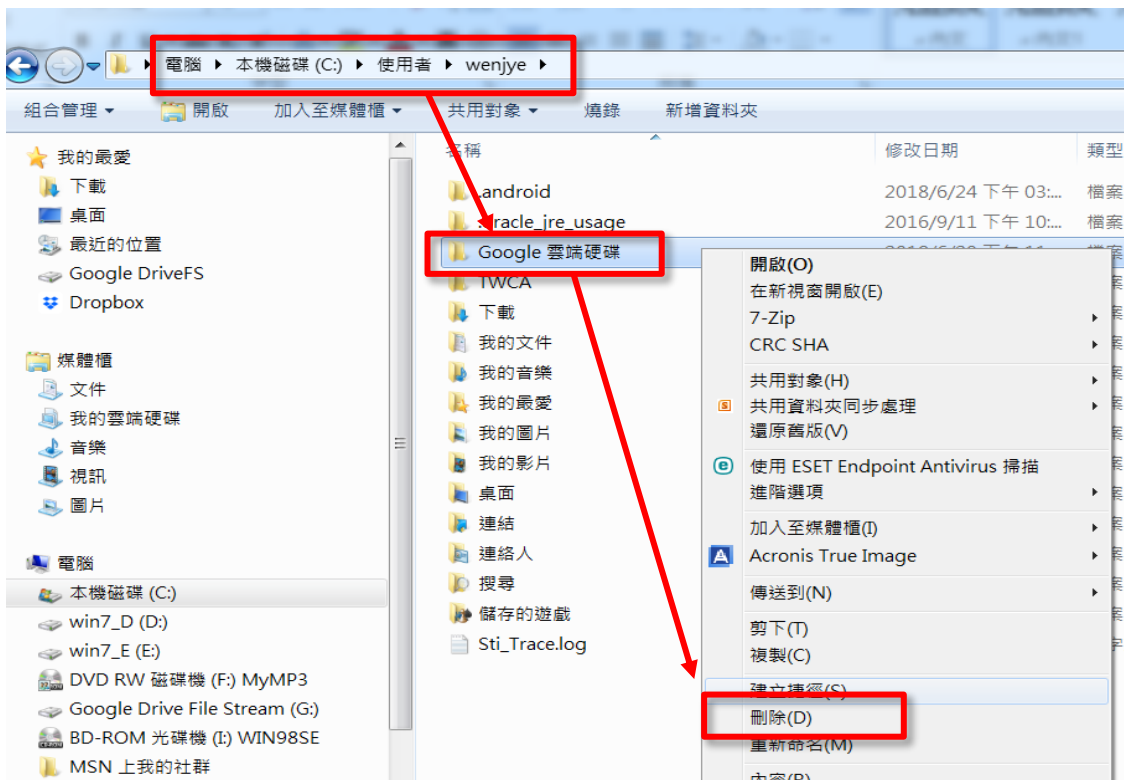 電腦 ▸ 本機磁碟 (C:) ▸ 使用者 ▸ wenjye ▸
組合管理 開啟 加入至媒體櫃 共用對象 燒錄 新增資料夾
我的最愛
下載
桌面
最近的位置
Google DriveFS
Dropbox
媒體櫃
文件
我的雲端硬碟
音樂
視訊
圖片
電腦
本機磁碟 (C:)
win7_D (D:)
win7_E (E:)
DVD RW 磁碟機 (F:) MyMP3
Google Drive File Stream (G:)
BD-ROM 光碟機 (I:) WIN98SE
MSN 上我的社群
名稱 修改日期 類型
.android 2018/6/24 下午 03:... 檔案
.oracle_jre_usage 2016/9/11 下午 10:... 檔案
Google 雲端硬碟
TWCA
下載
我的文件
我的音樂
我的最愛
我的圖片
我的影片
桌面
連結
連絡人
搜尋
儲存的遊戲
Sti_Trace.log
開啟(O)
在新視窗開啟(E)
7-Zip
CRC SHA
共用對象(H)
共用資料夾同步處理
還原舊版(V)
使用 ESET Endpoint Antivirus 掃描
進階選項
加入至媒體櫃(I)
Acronis True Image
傳送到(N)
剪下(T)
複製(C)
建立捷徑(S)
刪除(D)
重新命名(M)
內容(R)